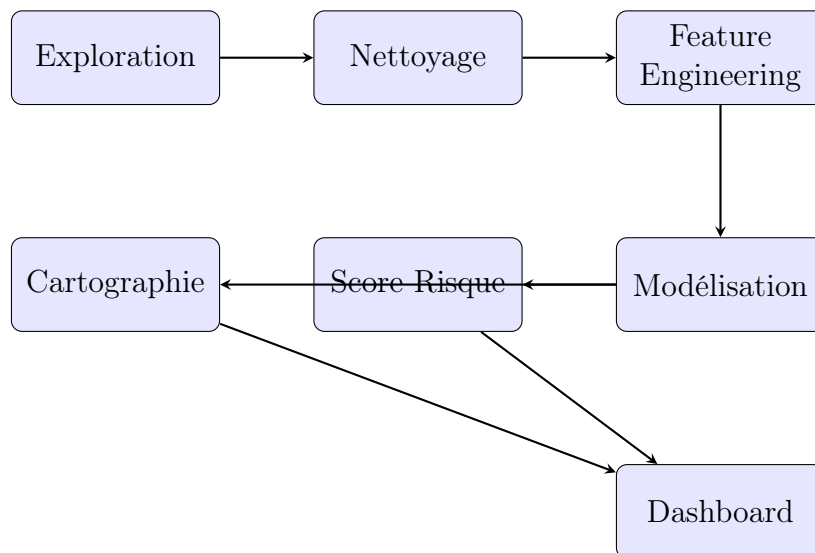 Exploration
Nettoyage
Feature
Engineering
Cartographie
Score Risque
Modélisation
Dashboard